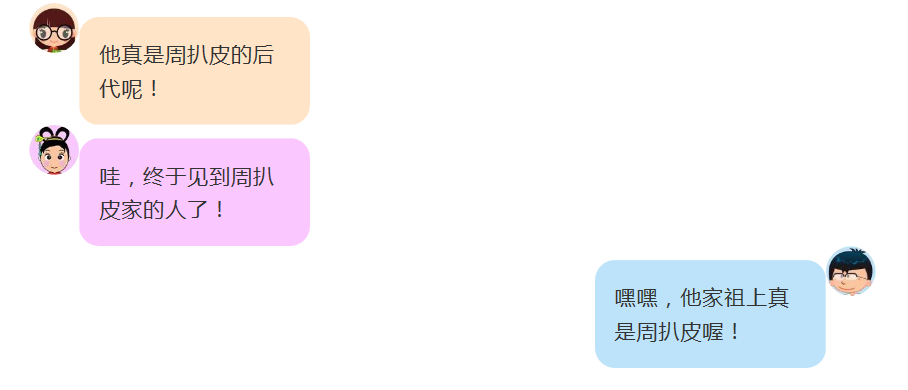 他真是周扒皮的后
代呢！
哇，终于见到周扒
皮家的人了！
嘿嘿，他家祖上真
是周扒皮喔！